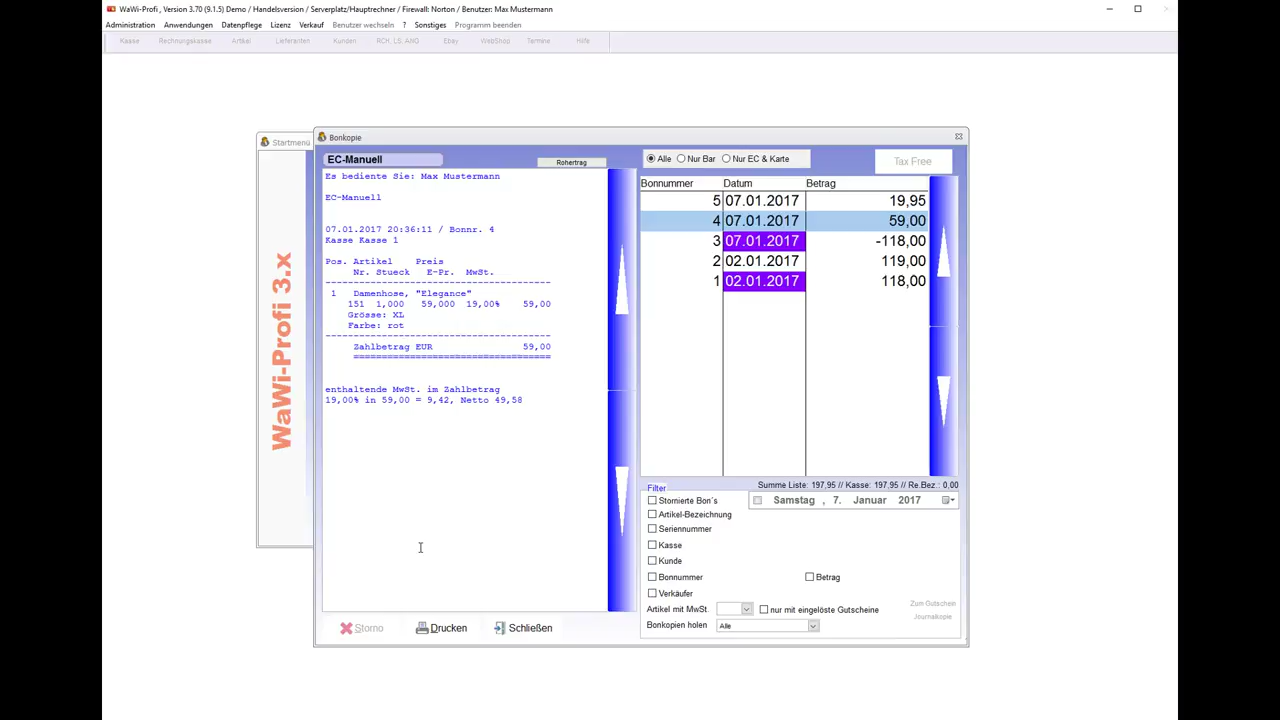 WaWi-Profi , Version 3.70 (9.1.5) Demo / Handelsversion / Serverplatz/Hauptrechner / Firewall: Norton / Benutzer: Max Mustermann
Administration Anwendungen Datenpflege Lizenz Verkauf Benutzer wechseln ? Sonstiges Programm beenden
Kasse Rechnungskasse Artikel Lieferanten Kunden RCH, LS, ANG Ebay WebShop Termine Hilfe
Startmenü
WaWi-Profi 3.x
Bonkopie
EC-Manuell
Rohertrag
Es bediente Sie: Max Mustermann
EC-Manuell
07.01.2017 20:36:11 / Bonnr. 4
Kasse Kasse 1
Pos. Artikel Preis
Nr. Stueck E-Pr. MwSt.
-----------------------------------
1 Damenhose, "Elegance"
151 1,000 59,000 19,00% 59,00
Grösse: XL
Farbe: rot
-----------------------------------
Zahlbetrag EUR 59,00
==============================
enthaltende MwSt. im Zahlbetrag
19,00% in 59,00 = 9,42, Netto 49,58
Storno Drucken Schließen
Alle Nur Bar Nur EC & Karte
Tax Free
Bonnummer Datum Betrag
5 07.01.2017 19,95
4 07.01.2017 59,00
3 07.01.2017 -118,00
2 02.01.2017 119,00
1 02.01.2017 118,00
Summe Liste: 197,95 // Kasse: 197,95 // Re.Bez.: 0,00
Filter
Stornierte Bon´s
Samstag , 7. Januar 2017
Artikel-Bezeichnung
Seriennummer
Kasse
Kunde
Bonnummer Betrag
Verkäufer
Artikel mit MwSt. nur mit eingelöste Gutscheine
Zum Gutschein
Journalkopie
Bonkopien holen Alle